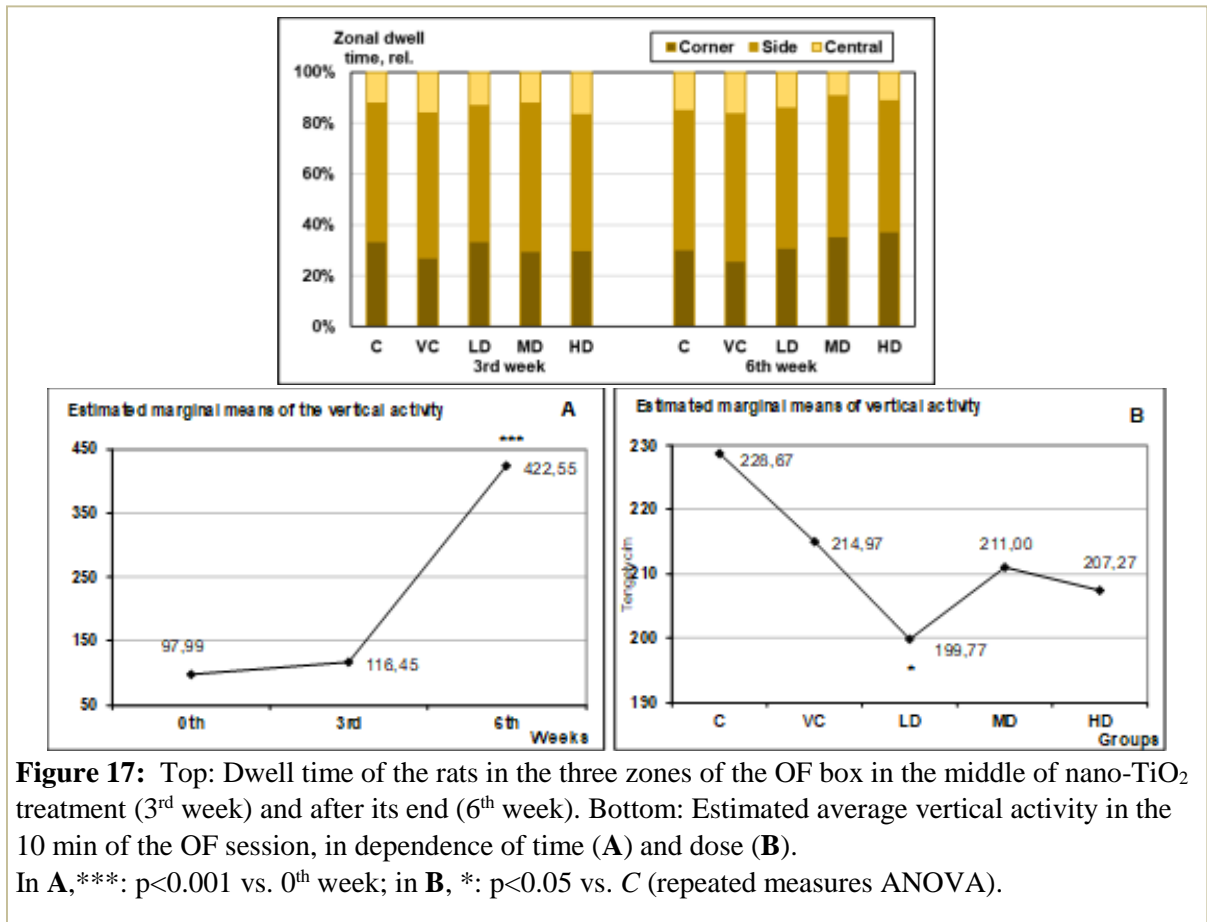 Zonal dwell
time, rel.
Corner Side Central
100%
80%
60%
40%
20%
0%
C VC LD MD HD C VC LD MD HD
3rd week 6th week
Estimated marginal means of the vertical activity A
450
350
250
150
50
***
422,55
97,99
116,45
0th 3rd 6th
Weeks
Estimated marginal means of vertical activity B
230
220
210
200
190
228,67
214,97
211,00
207,27
199,77
*
C VC LD MD HD
Groups
Figure 17: Top: Dwell time of the rats in the three zones of the OF box in the middle of nano-TiO₂
treatment (3ʳᵈ week) and after its end (6ᵗʰ week). Bottom: Estimated average vertical activity in the
10 min of the OF session, in dependence of time (A) and dose (B).
In A,***: p<0.001 vs. 0ᵗʰ week; in B, *: p<0.05 vs. C (repeated measures ANOVA).